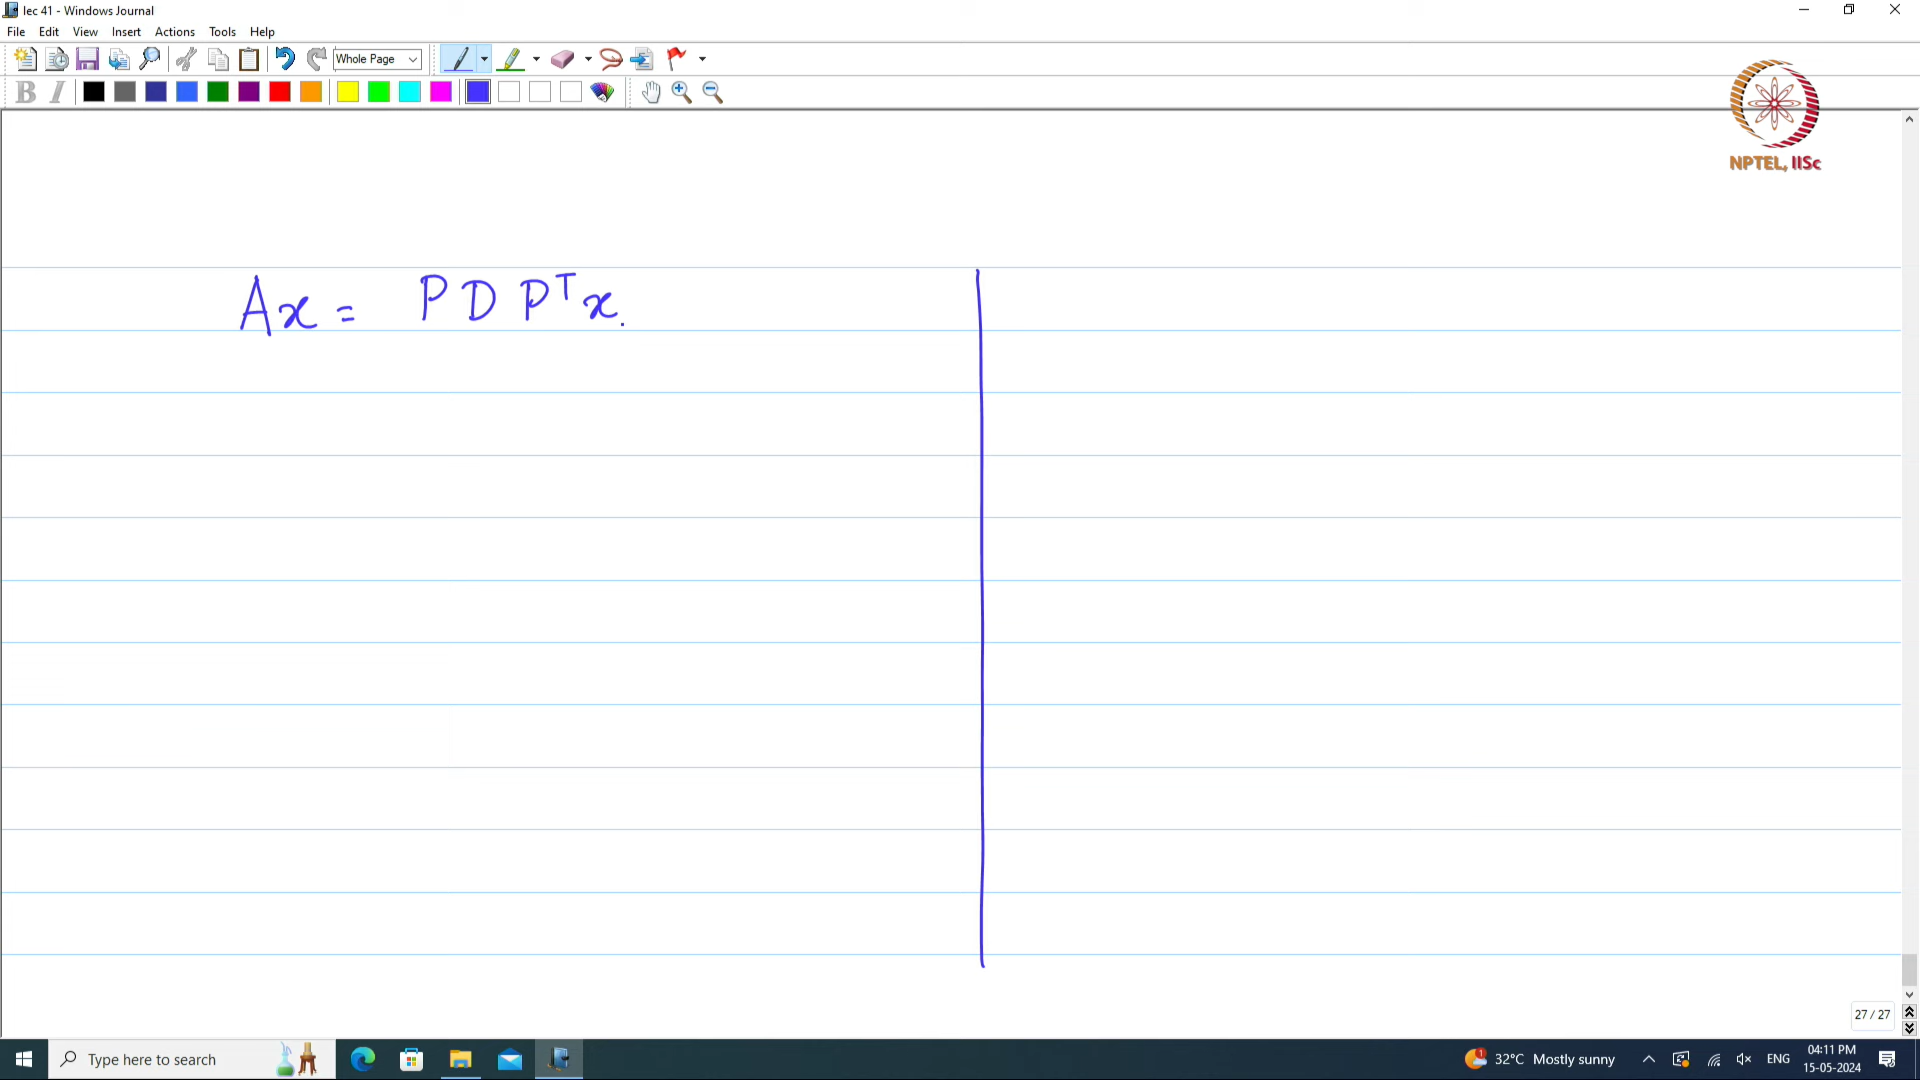 lec 41 - Windows Journal
File Edit View Insert Actions Tools Help
Whole Page
B I
NPTEL, IISc
Ax = P D Pᵀx.
27 / 27
Type here to search
32°C Mostly sunny
ENG
04:11 PM
15-05-2024